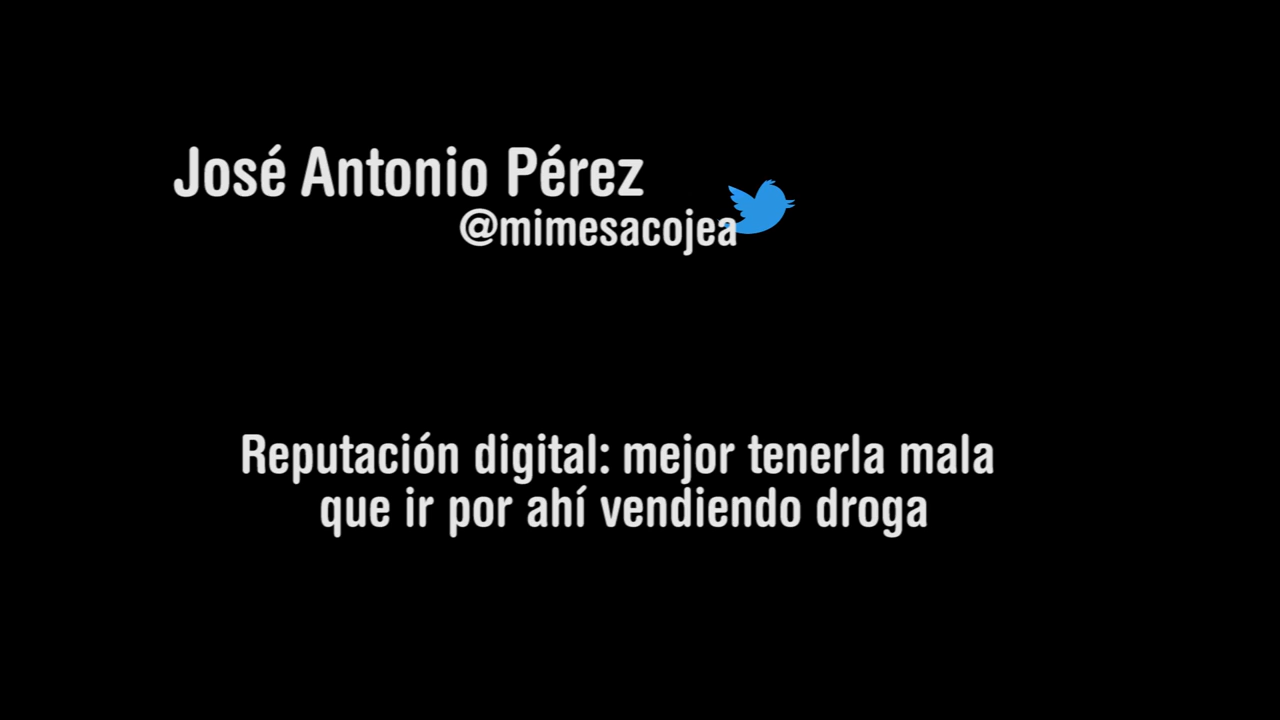 José Antonio Pérez
@mimesacojea
Reputación digital: mejor tenerla mala
que ir por ahí vendiendo droga